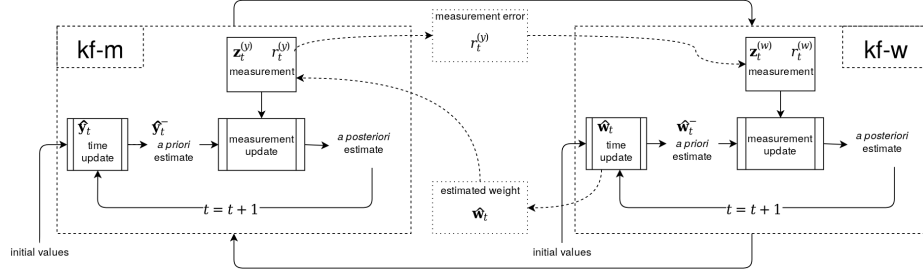 kf-m
z_t^(y) r_t^(y)
measurement
ŷ_t
time
update
ŷ_t^-
a priori
estimate
measurement
update
a posteriori
estimate
t = t + 1
initial values
measurement error
r_t^(y)
estimated weight
ŵ_t
kf-w
z_t^(w) r_t^(w)
measurement
ŵ_t
time
update
ŵ_t^-
a priori
estimate
measurement
update
a posteriori
estimate
t = t + 1
initial values